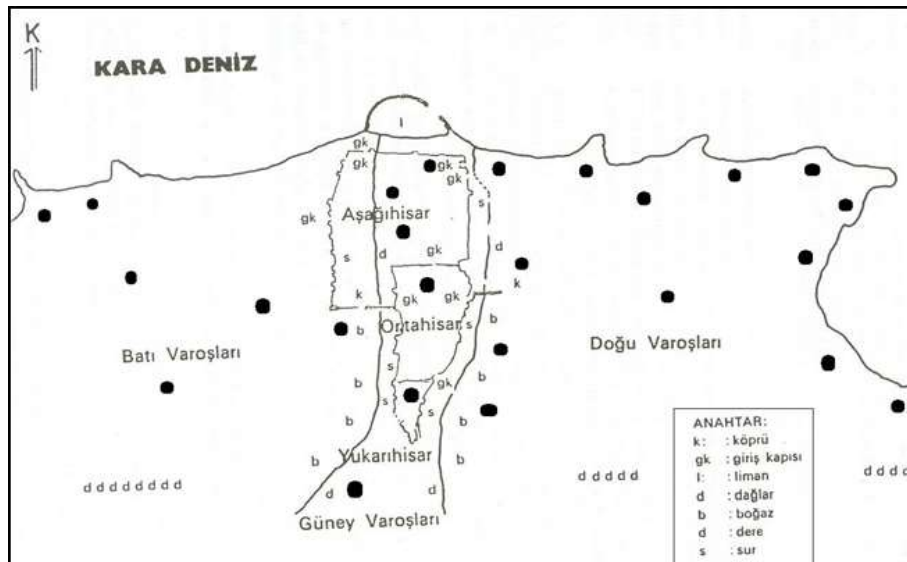 K
KARA DENİZ
l
gk
gk
gk
gk
s
gk
Aşağıhisar
d
s
d
gk
k
k
gk
gk
b
Ortahisar
s
b
Batı Varoşları
Doğu Varoşları
b
s
gk
b
s
s
b
b
b
Yukarıhisar
b
dddddddd
d
d
ddddd
dddd
Güney Varoşları
ANAHTAR:
k: : köprü
gk : giriş kapısı
l: : liman
d : dağlar
b : boğaz
d : dere
s : sur